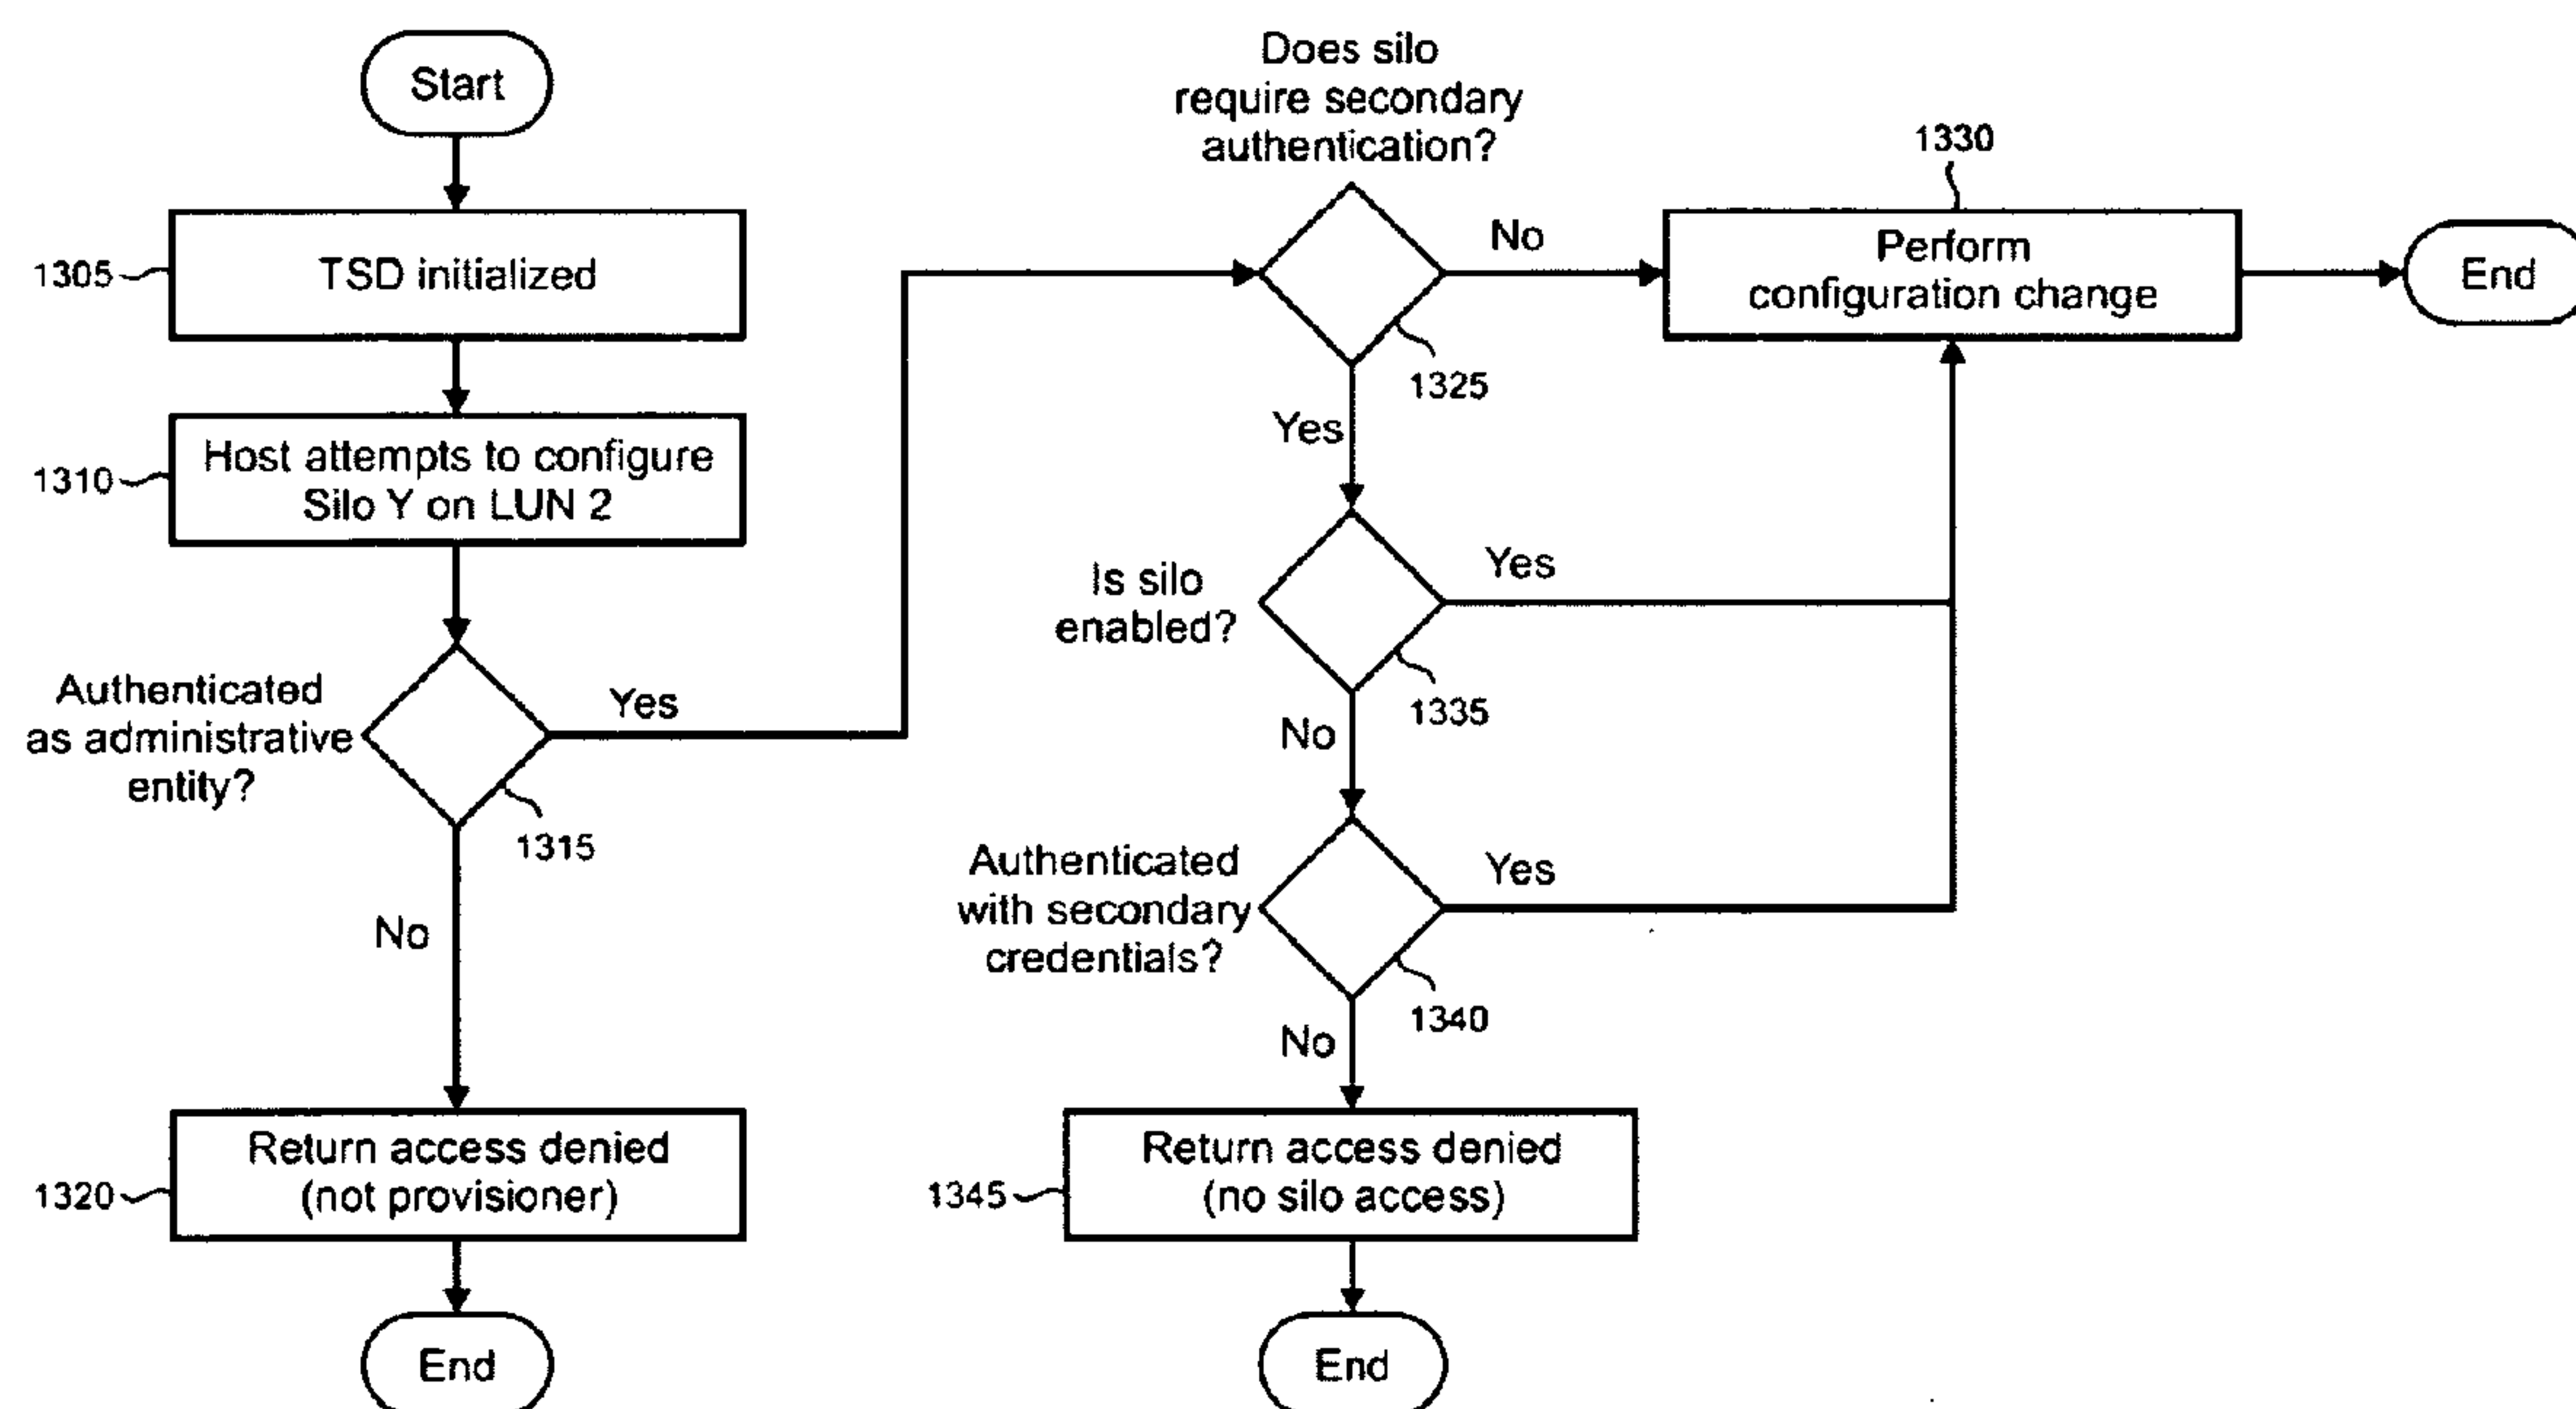 Start
1305
TSD initialized
1310
Host attempts to configure
Silo Y on LUN 2
Authenticated
as administrative
entity?
Yes
1315
No
1320
Return access denied
(not provisioner)
End
Does silo
require secondary
authentication?
No
1325
Yes
1330
Perform
configuration change
End
Is silo
enabled?
Yes
1335
No
Authenticated
with secondary
credentials?
Yes
1340
No
1345
Return access denied
(no silo access)
End